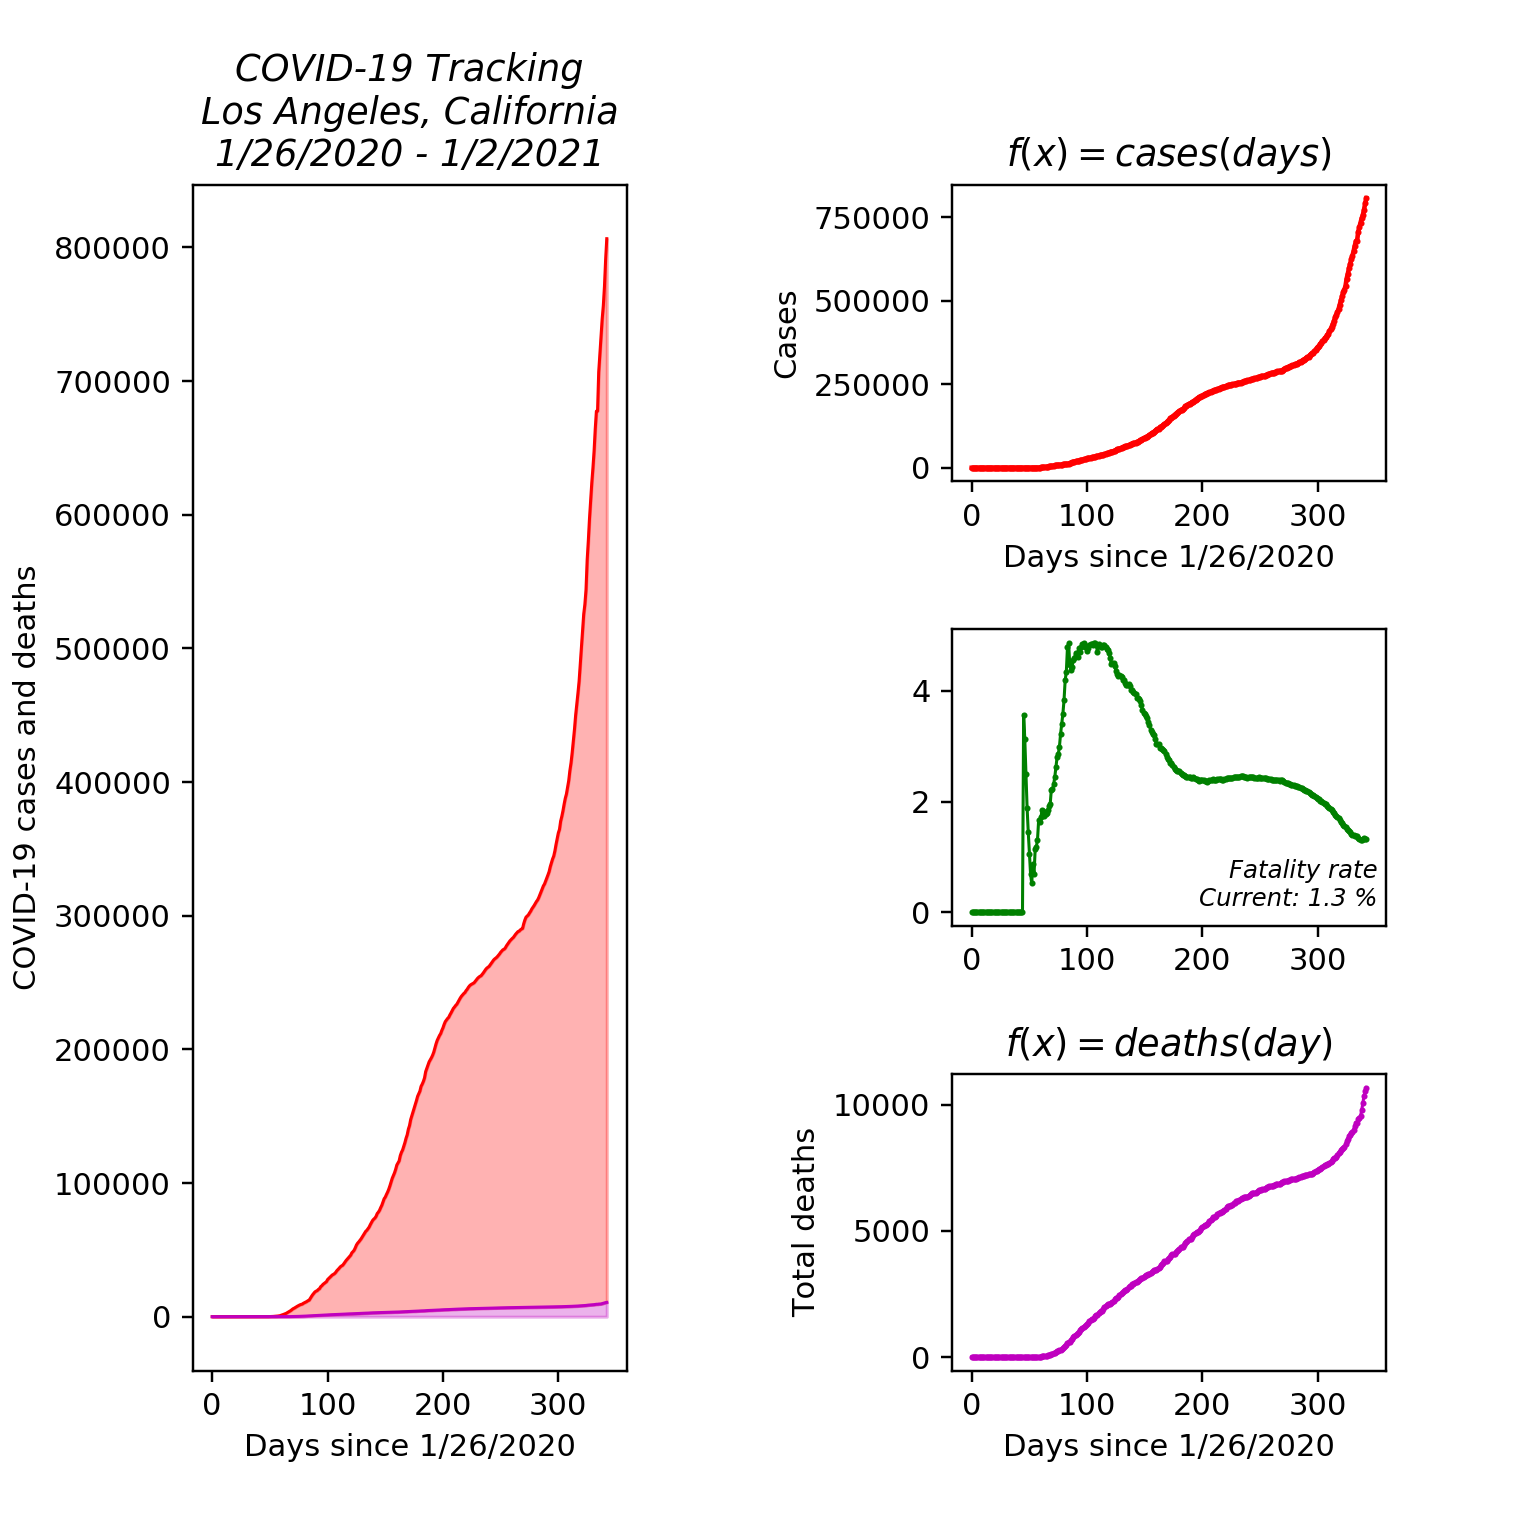 COVID-19 Tracking
Los Angeles, California
1/26/2020 - 1/2/2021
COVID-19 cases and deaths
800000
700000
600000
500000
400000
300000
200000
100000
0
0 100 200 300
Days since 1/26/2020
f(x) = cases(days)
Cases
750000
500000
250000
0
0 100 200 300
Days since 1/26/2020
4
2
0
Fatality rate
Current: 1.3 %
0 100 200 300
f(x) = deaths(day)
Total deaths
10000
5000
0
0 100 200 300
Days since 1/26/2020